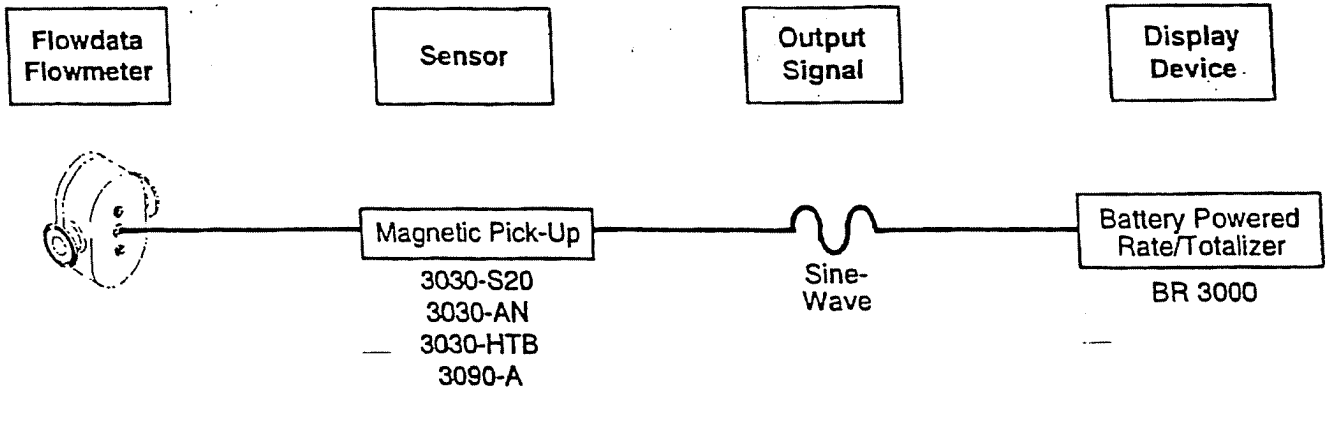 Flowdata
Flowmeter
Sensor
Output
Signal
Display
Device
Magnetic Pick-Up
3030-S20
3030-AN
3030-HTB
3090-A
Sine-
Wave
Battery Powered
Rate/Totalizer
BR 3000